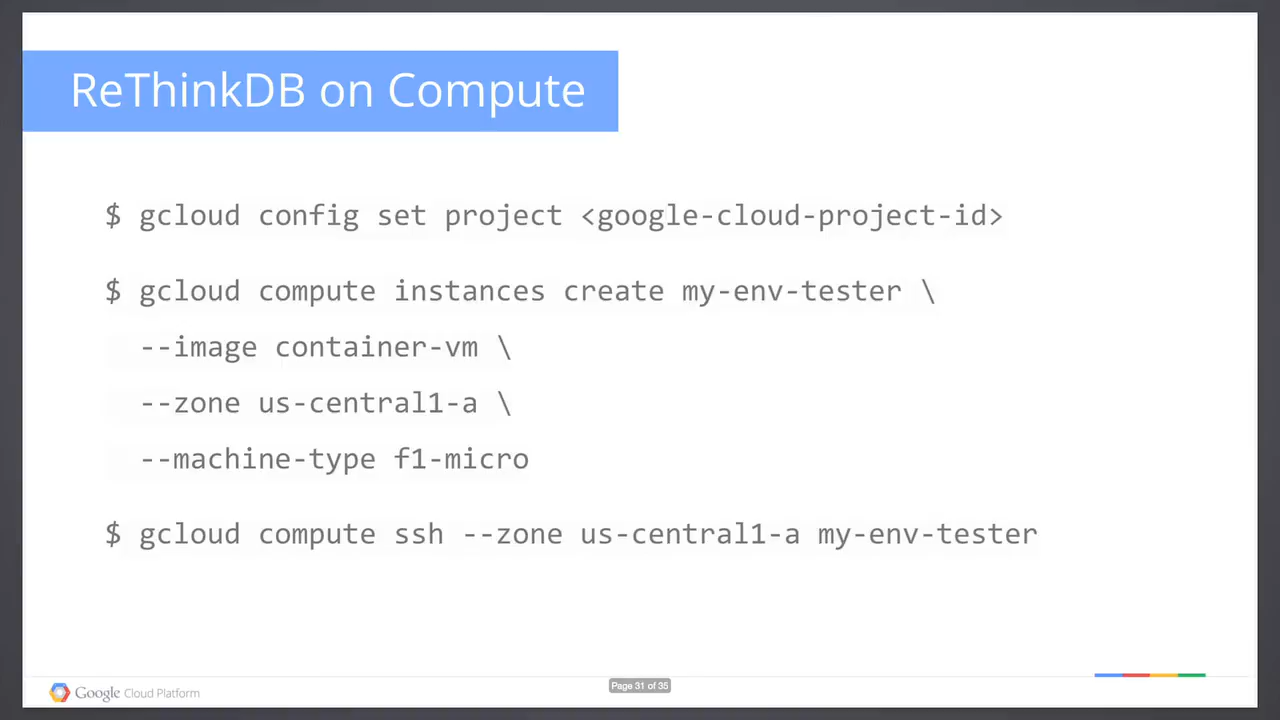 ReThinkDB on Compute
$ gcloud config set project <google-cloud-project-id>
$ gcloud compute instances create my-env-tester \
--image container-vm \
--zone us-central1-a \
--machine-type f1-micro
$ gcloud compute ssh --zone us-central1-a my-env-tester
Google Cloud Platform
Page 31 of 35